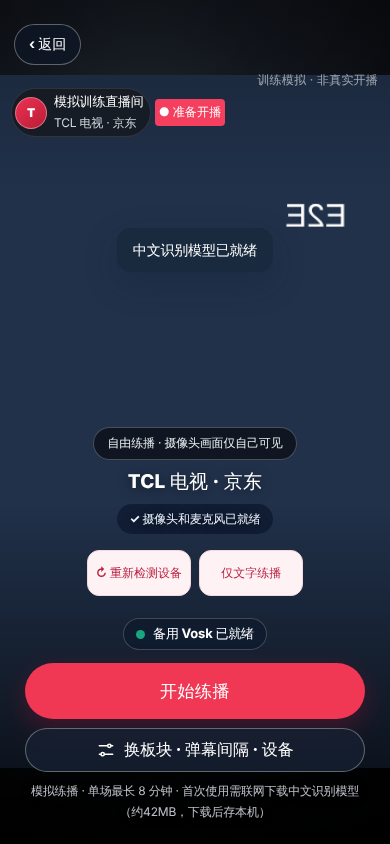 ‹ 返回
训练模拟 · 非真实开播
T
模拟训练直播间
TCL 电视 · 京东
准备开播
E2E
中文识别模型已就绪
自由练播 · 摄像头画面仅自己可见
TCL 电视 · 京东
✓ 摄像头和麦克风已就绪
↻ 重新检测设备
仅文字练播
备用 Vosk 已就绪
开始练播
换板块 · 弹幕间隔 · 设备
模拟练播 · 单场最长 8 分钟 · 首次使用需联网下载中文识别模型
（约42MB，下载后存本机）